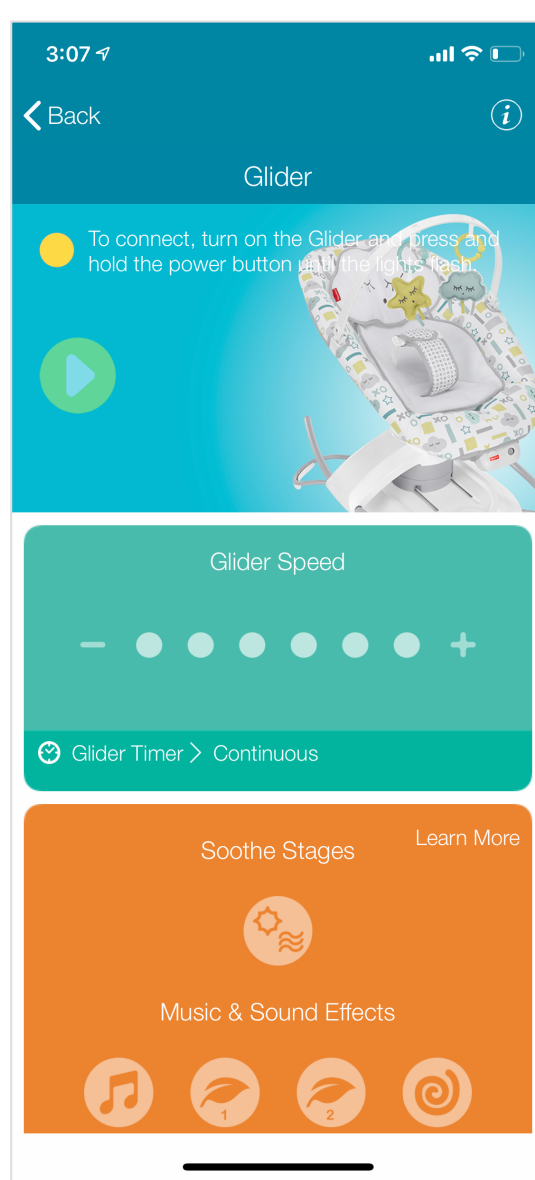 3:07
Back
Glider
To connect, turn on the Glider and press and
hold the power button until the lights flash.
Glider Speed
Glider Timer > Continuous
Learn More
Soothe Stages
Music & Sound Effects
1
2